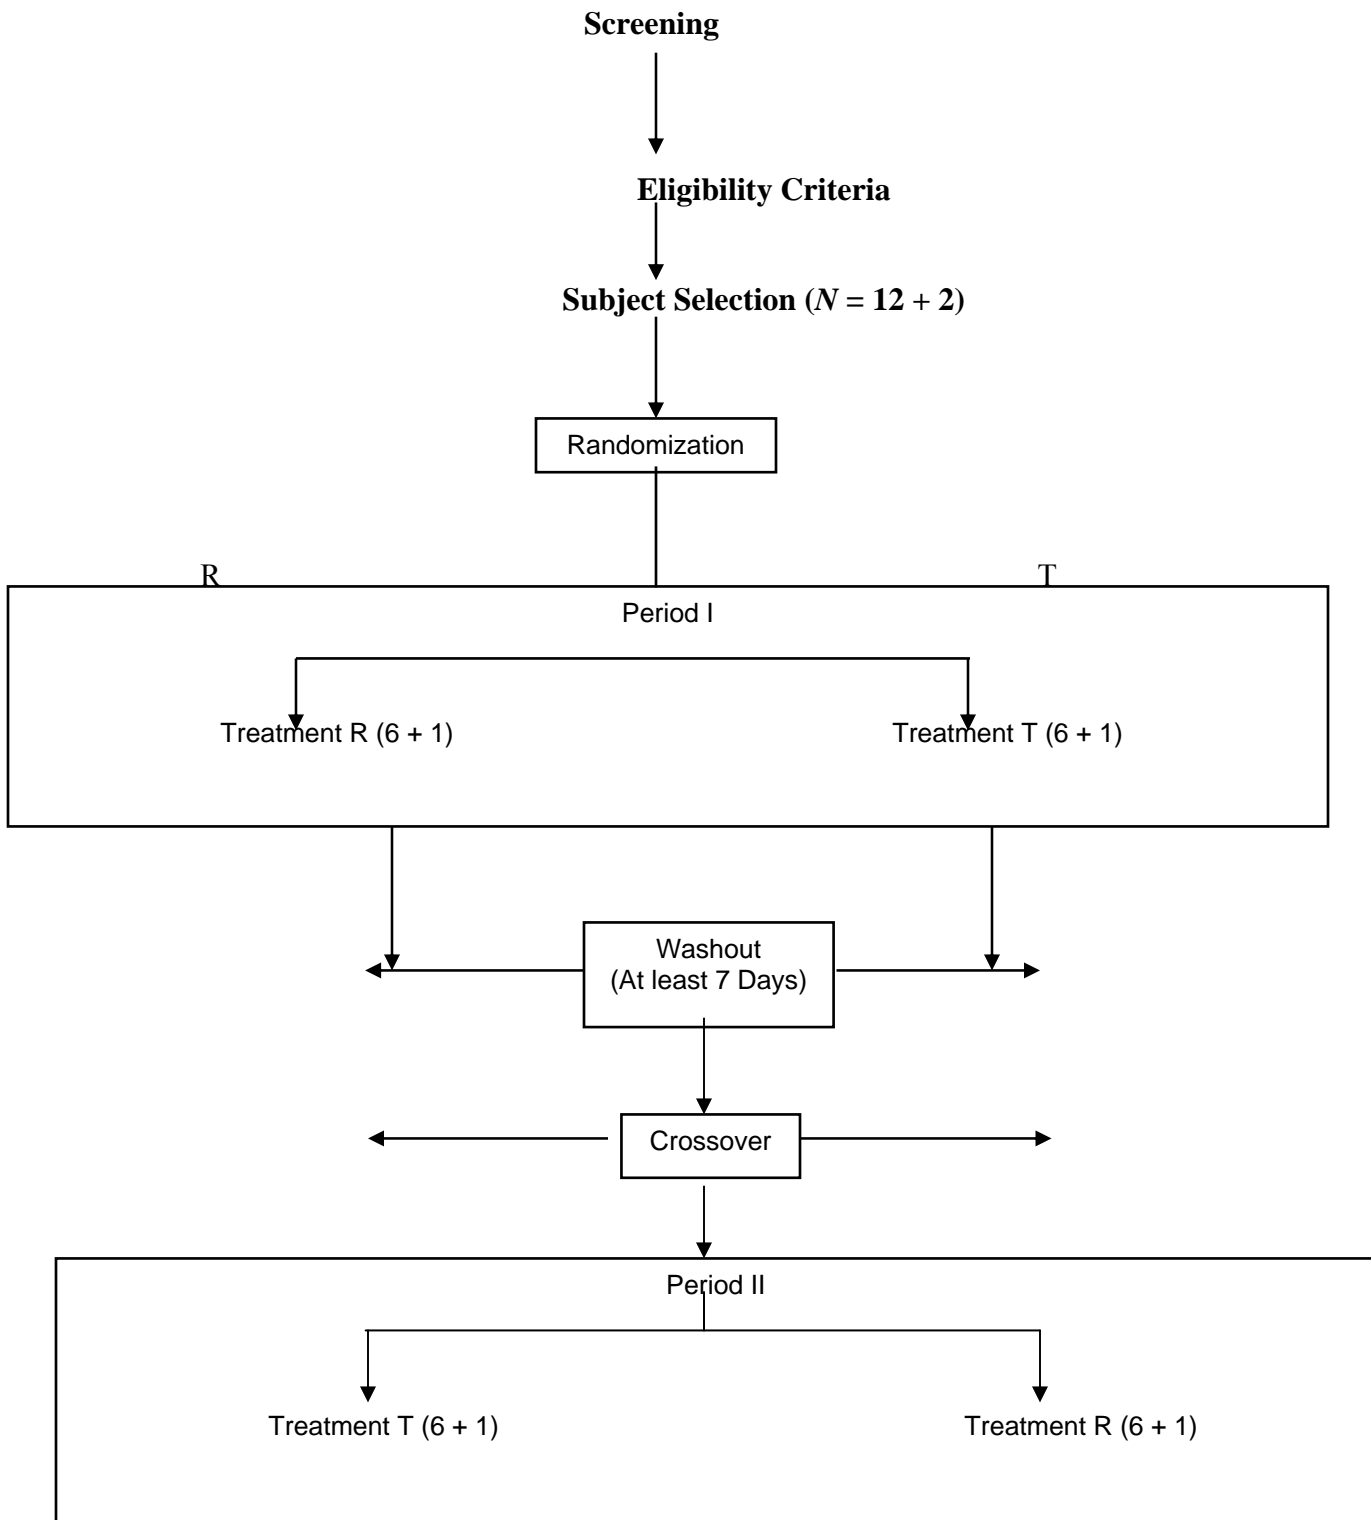 Screening
Eligibility Criteria
Subject Selection (N = 12 + 2)
Randomization
R
T
Period I
Treatment R (6 + 1)
Treatment T (6 + 1)
Washout
(At least 7 Days)
Crossover
Period II
Treatment T (6 + 1)
Treatment R (6 + 1)